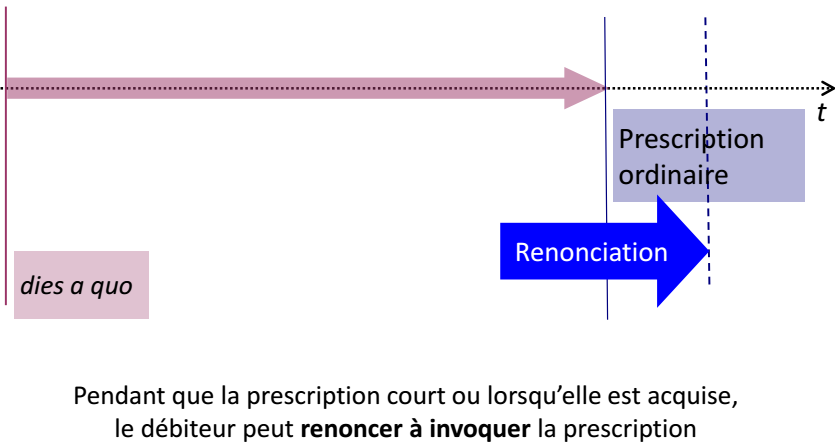 t
Prescription
ordinaire
Renonciation
dies a quo
Pendant que la prescription court ou lorsqu’elle est acquise,
le débiteur peut renoncer à invoquer la prescription